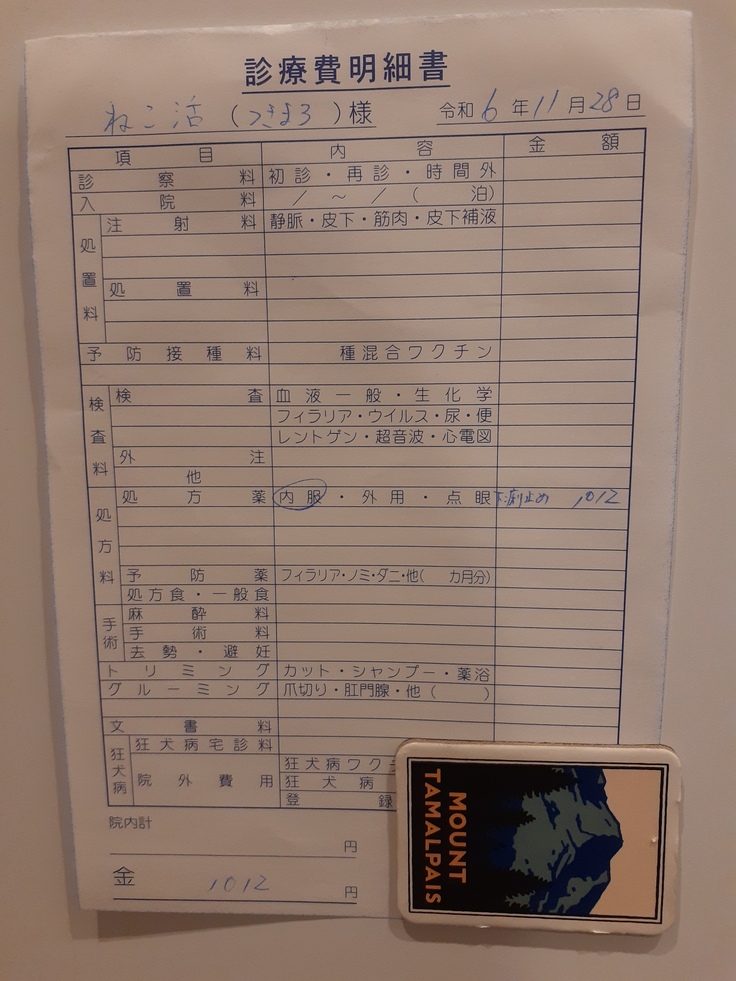 診療費明細書
ねこ活 (つきまろ) 様 令和 6 年 11 月 28 日
項目 内容 金額
診察料 初診・再診・時間外
入院料 / ~ / ( 泊)
処置料
注射料 静脈・皮下・筋肉・皮下補液
処置料
予防接種料 種混合ワクチン
検査料
検査 血液一般・生化学
フィラリア・ウイルス・尿・便
レントゲン・超音波・心電図
外注
他
処方料
処方薬 内服・外用・点眼 下痢止め 1012
予防薬 フィラリア・ノミ・ダニ・他( カ月分)
処方食・一般食
手術
麻酔料
手術料
去勢・避妊
トリミング カット・シャンプー・薬浴
グルーミング 爪切り・肛門腺・他( )
文書料
狂犬病
狂犬病宅診料
院外費用 狂犬病ワク
狂犬病
登録
院内計
円
金 1012 円
MOUNT
TAMALPAIS